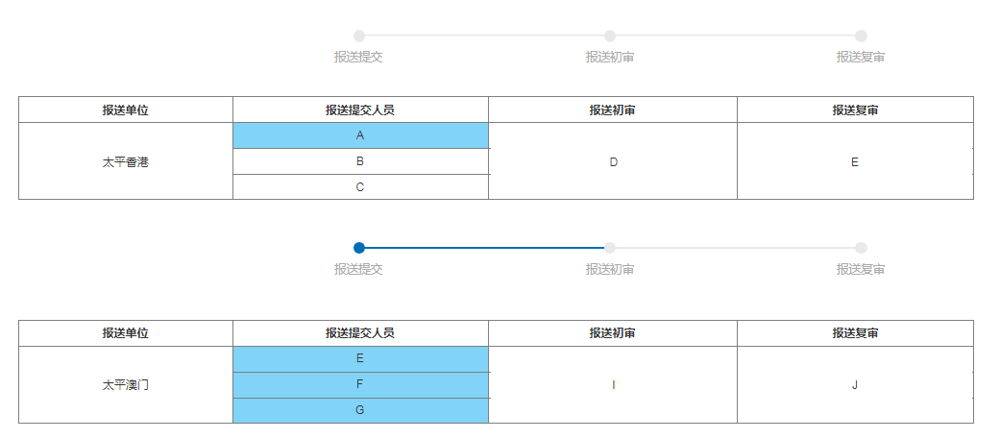 报送提交 报送初审 报送复审
报送单位 报送提交人员 报送初审 报送复审
A
太平香港 B D E
C
报送提交 报送初审 报送复审
报送单位 报送提交人员 报送初审 报送复审
E
太平澳门 F I J
G